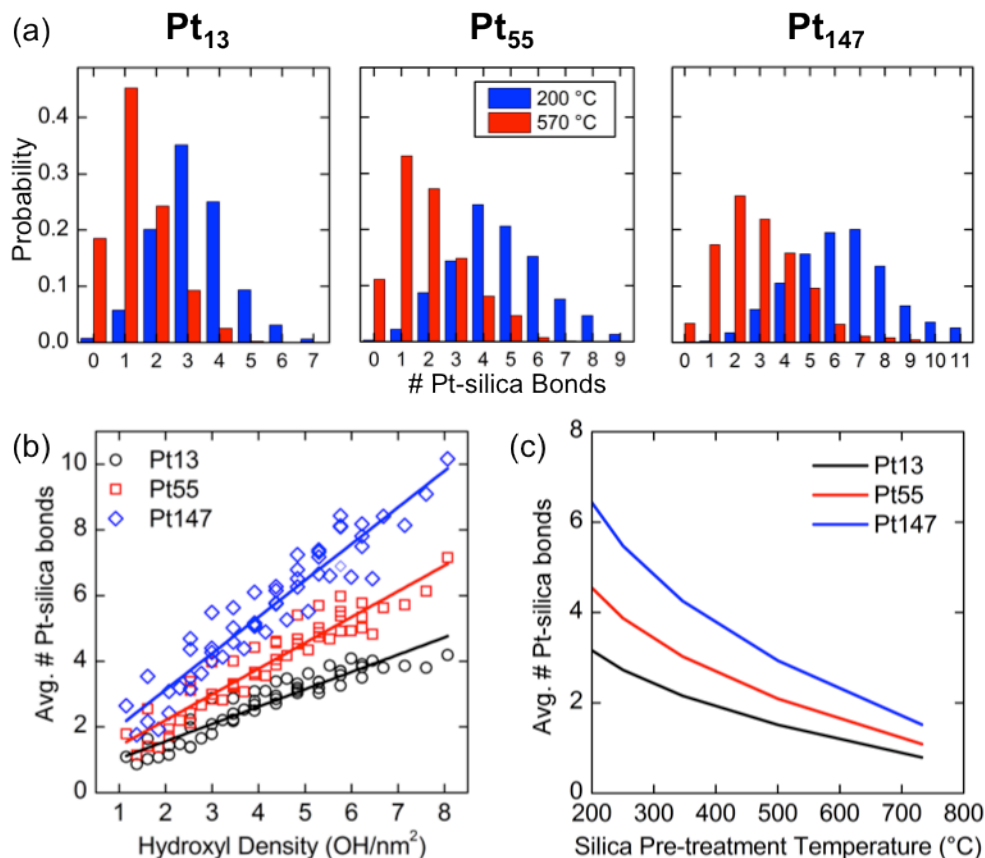 (a) Pt13 Pt55 Pt147
Probability
0.4
0.3
0.2
0.1
0.0
200 °C
570 °C
0 1 2 3 4 5 6 7
0 1 2 3 4 5 6 7 8 9
0 1 2 3 4 5 6 7 8 9 10 11
# Pt-silica Bonds
(b)
Avg. # Pt-silica bonds
10
8
6
4
2
0
Pt13
Pt55
Pt147
1 2 3 4 5 6 7 8
Hydroxyl Density (OH/nm²)
(c)
Avg. # Pt-silica bonds
8
6
4
2
0
Pt13
Pt55
Pt147
200 300 400 500 600 700 800
Silica Pre-treatment Temperature (°C)